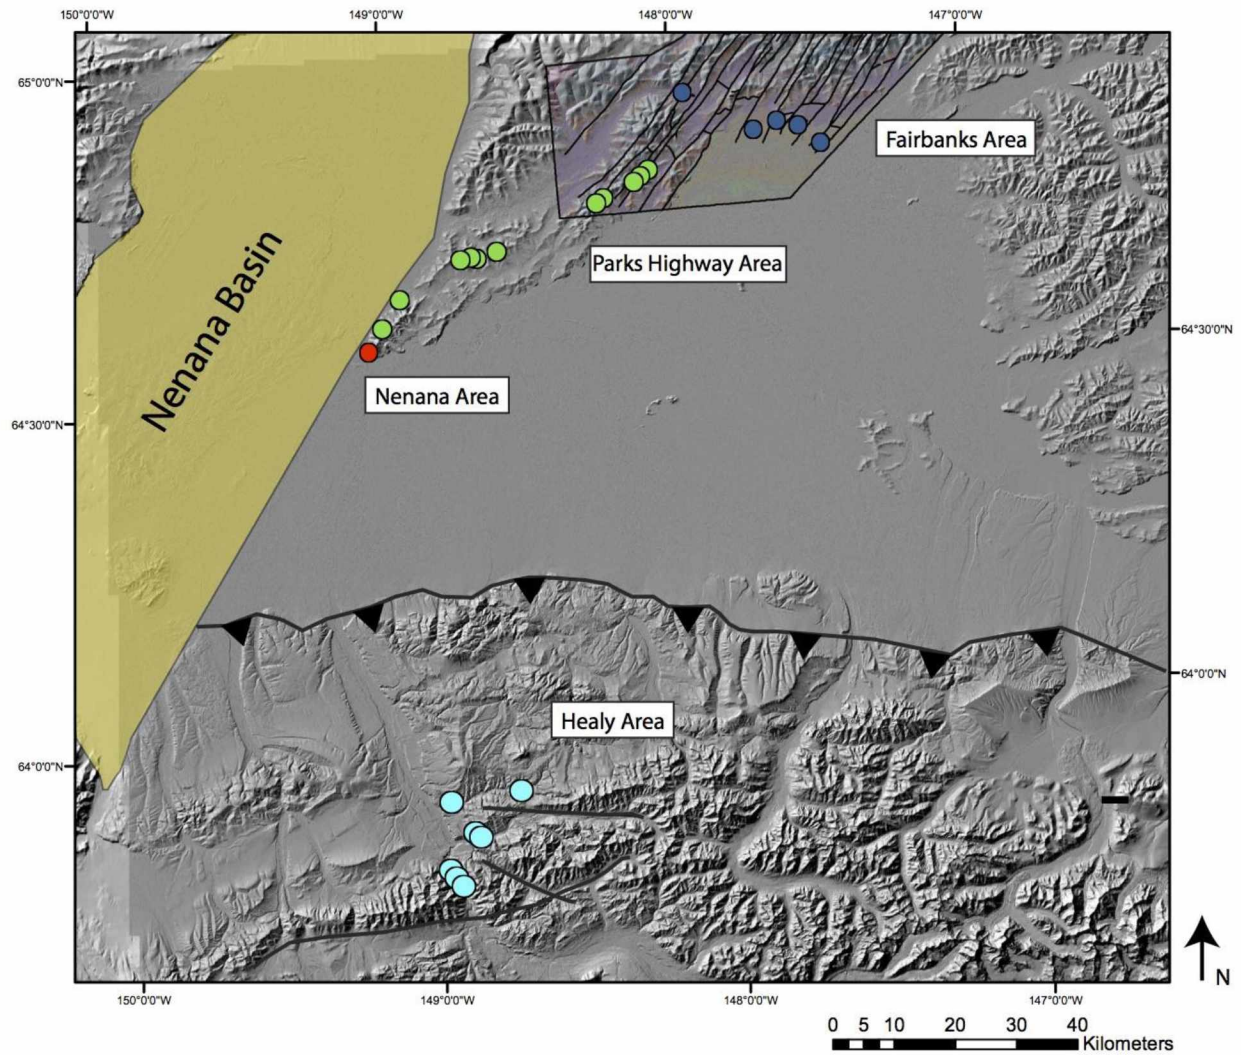 150°0'0"W 149°0'0"W 148°0'0"W 147°0'0"W
65°0'0"N
Fairbanks Area
Parks Highway Area
Nenana Basin
64°30'0"N
Nenana Area
64°30'0"N
64°0'0"N
Healy Area
64°0'0"N
N
150°0'0"W 149°0'0"W 148°0'0"W 147°0'0"W
0 5 10 20 30 40
Kilometers